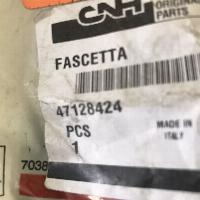 CNH ORIGINAL
PARTS
FASCETTA
47128424
PCS
1
MADE IN
ITALY
7038